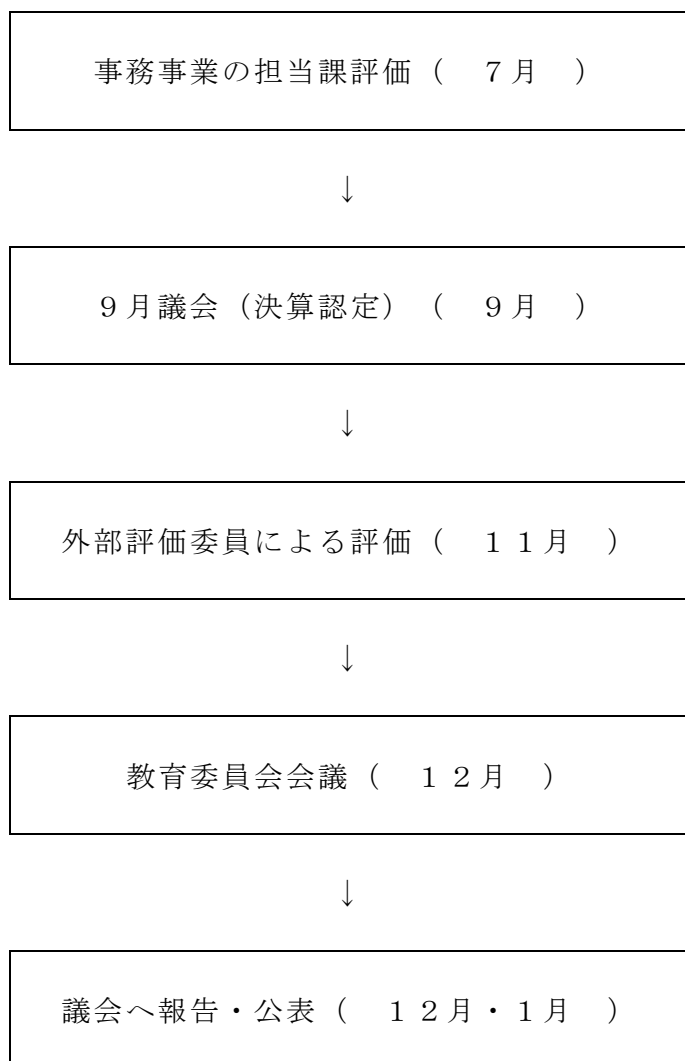 事務事業の担当課評価（　７月　）
↓
９月議会（決算認定）（　９月　）
↓
外部評価委員による評価（　１１月　）
↓
教育委員会会議（　１２月　）
↓
議会へ報告・公表（　１２月・１月　）